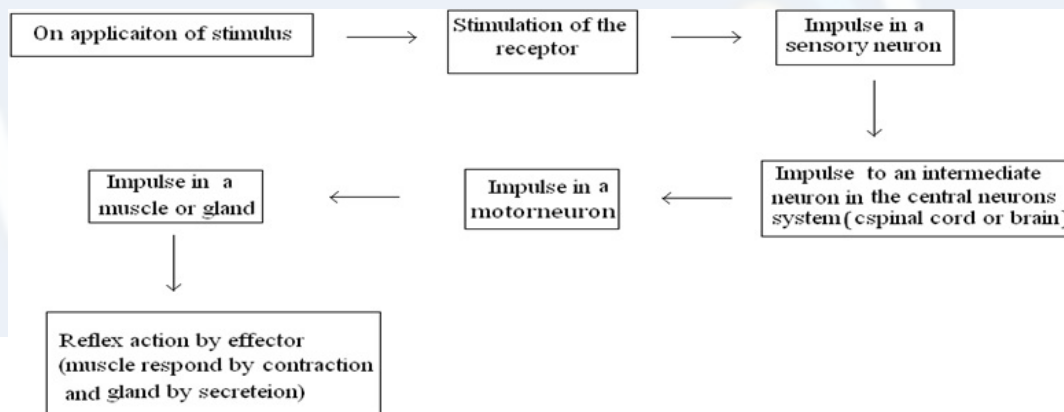 On applicaiton of stimulus
Stimulation of the
receptor
Impulse in a
sensory neuron
Impulse to an intermediate
neuron in the central neurons
system(cspinal cord or brain)
Impulse in a
motorneuron
Impulse in a
muscle or gland
Reflex action by effector
(muscle respond by contraction
and gland by secreteion)